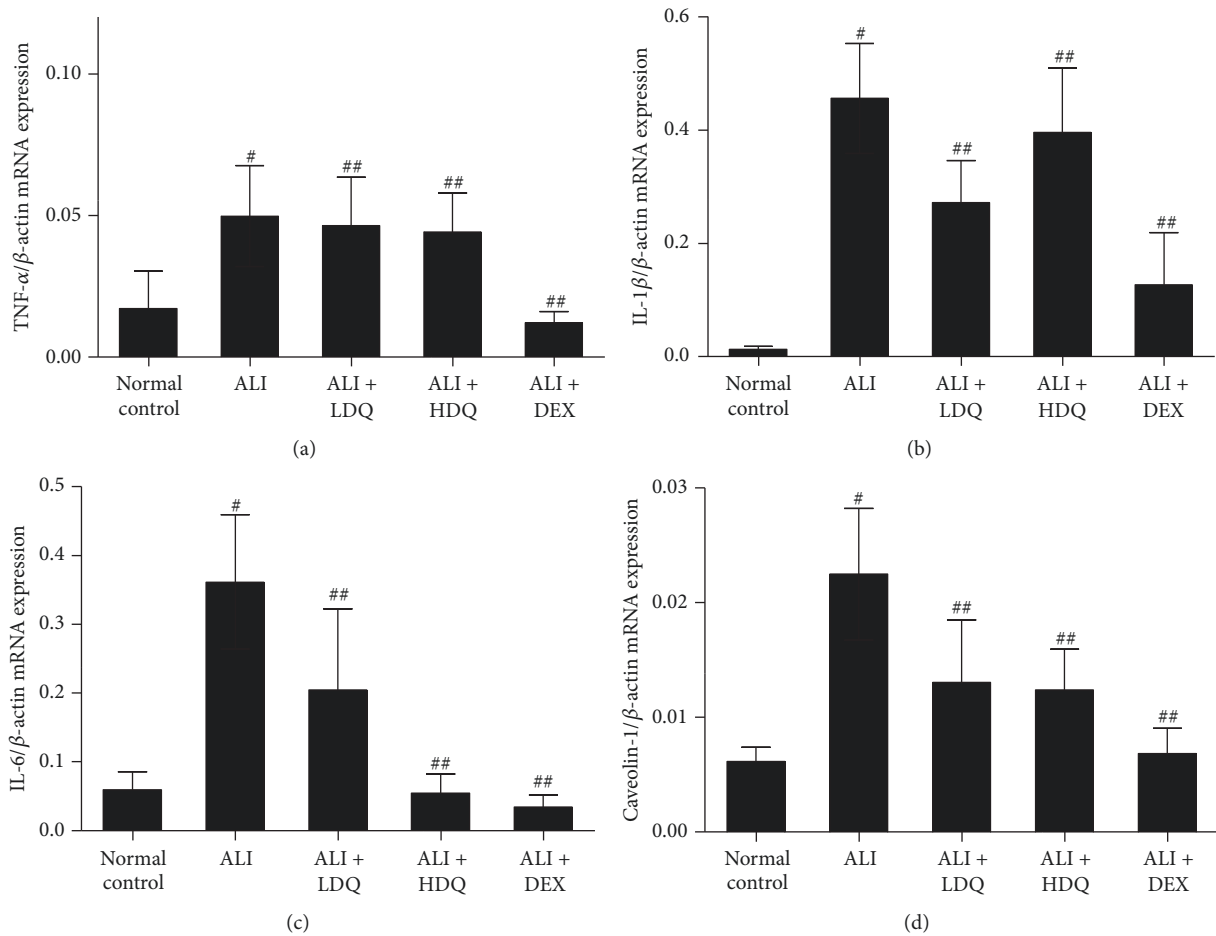 TNF-α/β-actin mRNA expression
0.10
0.05
0.00
#
##
##
##
Normal
control
ALI
ALI +
LDQ
ALI +
HDQ
ALI +
DEX
(a)
IL-1β/β-actin mRNA expression
0.6
0.4
0.2
0.0
#
##
##
##
Normal
control
ALI
ALI +
LDQ
ALI +
HDQ
ALI +
DEX
(b)
IL-6/β-actin mRNA expression
0.5
0.4
0.3
0.2
0.1
0.0
#
##
##
##
Normal
control
ALI
ALI +
LDQ
ALI +
HDQ
ALI +
DEX
(c)
Caveolin-1/β-actin mRNA expression
0.03
0.02
0.01
0.00
#
##
##
##
Normal
control
ALI
ALI +
LDQ
ALI +
HDQ
ALI +
DEX
(d)